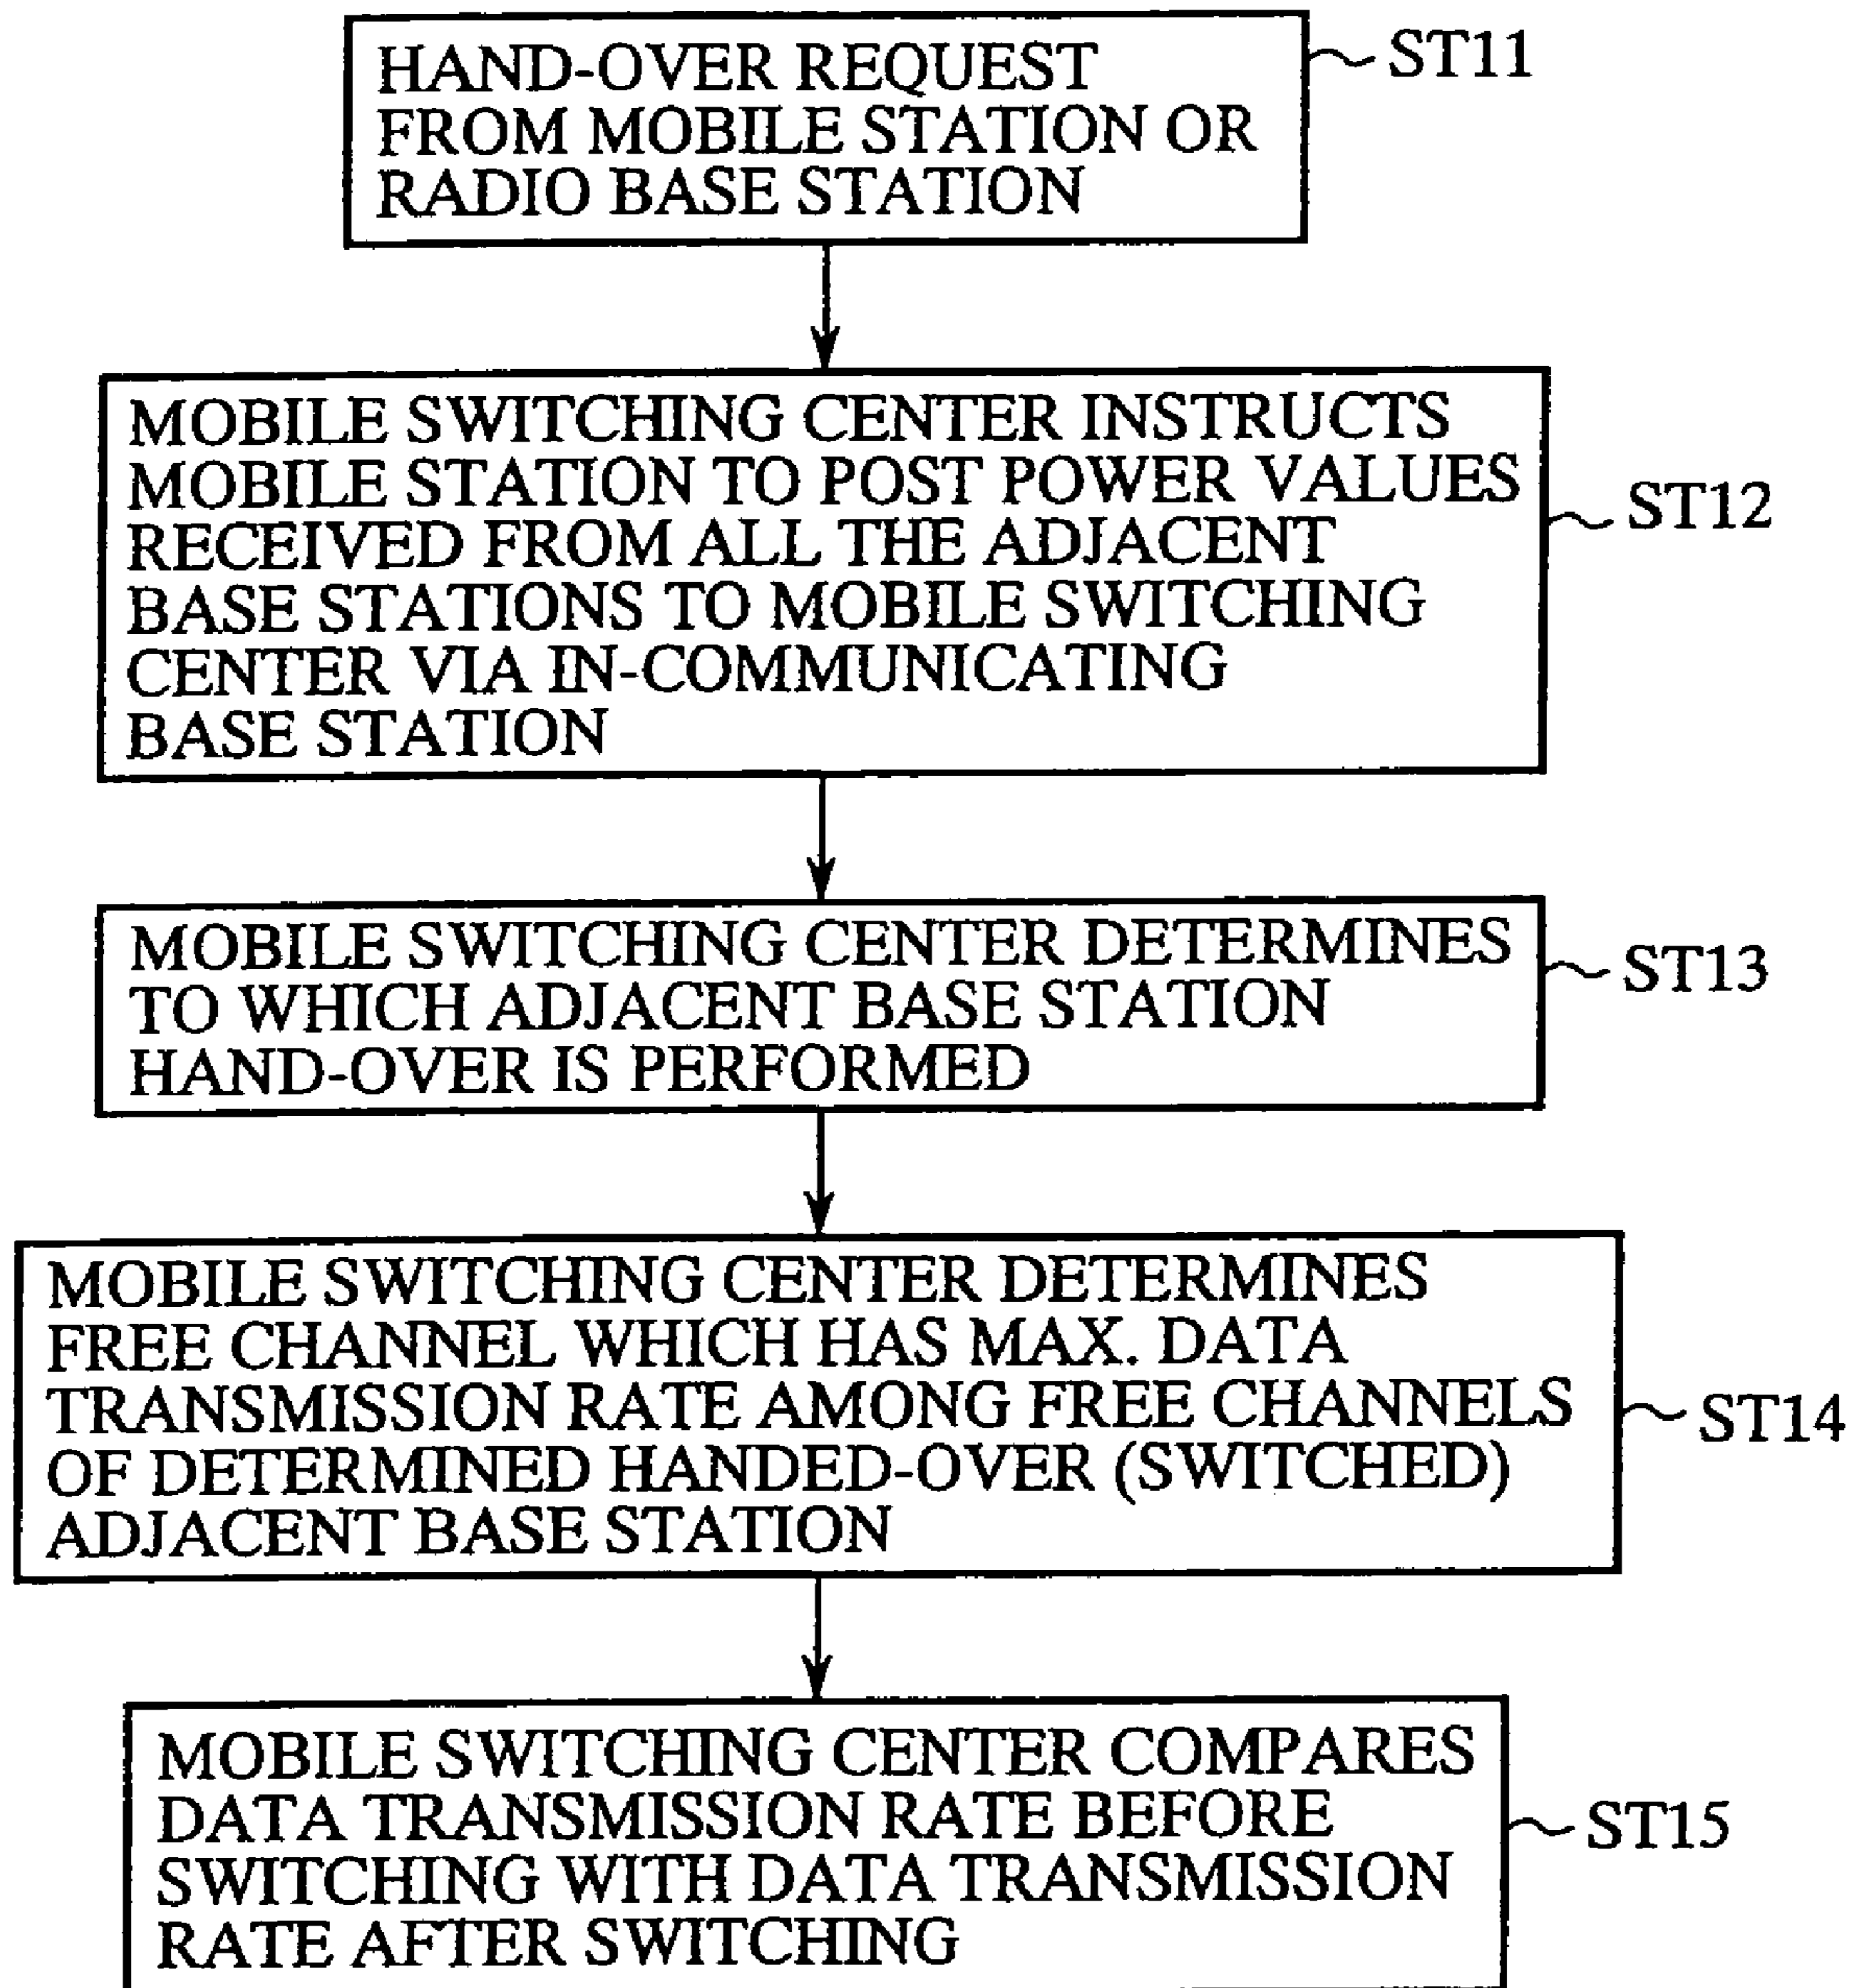 HAND-OVER REQUEST
FROM MOBILE STATION OR
RADIO BASE STATION
ST11
MOBILE SWITCHING CENTER INSTRUCTS
MOBILE STATION TO POST POWER VALUES
RECEIVED FROM ALL THE ADJACENT
BASE STATIONS TO MOBILE SWITCHING
CENTER VIA IN-COMMUNICATING
BASE STATION
ST12
MOBILE SWITCHING CENTER DETERMINES
TO WHICH ADJACENT BASE STATION
HAND-OVER IS PERFORMED
ST13
MOBILE SWITCHING CENTER DETERMINES
FREE CHANNEL WHICH HAS MAX. DATA
TRANSMISSION RATE AMONG FREE CHANNELS
OF DETERMINED HANDED-OVER (SWITCHED)
ADJACENT BASE STATION
ST14
MOBILE SWITCHING CENTER COMPARES
DATA TRANSMISSION RATE BEFORE
SWITCHING WITH DATA TRANSMISSION
RATE AFTER SWITCHING
ST15